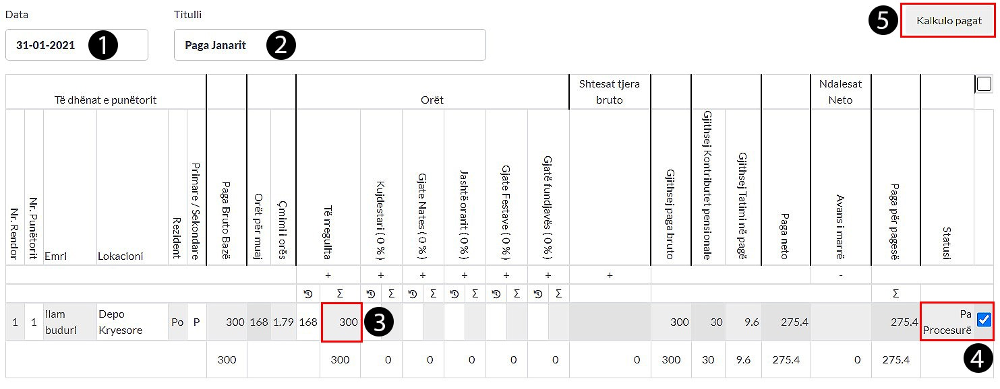 Data
Titulli
5
Kalkulo pagat
31-01-2021
1
Paga Janarit
2
Të dhënat e punëtorit
Orët
Shtesat tjera
bruto
Ndalesat
Neto
Nr. Rendor
Nr. Punëtorit
Emri
Lokacioni
Rezident
Primare / Sekondare
Paga Bruto Bazë
Orët për muaj
Çmimi i orës
Të rregullta
Kujdestari ( 0 % )
Gjate Nates ( 0 % )
Jashtë orarit ( 0 % )
Gjate Festave ( 0 % )
Gjatë fundjavës ( 0 % )
Gjithsej paga bruto
Gjithsej Kontributet pensionale
Gjithsej Tatimi në pagë
Paga neto
Avans i marrë
Paga për pagesë
Statusi
+ + + + + + + -
Σ Σ Σ Σ Σ Σ Σ
1 1 ilam buduri Depo Kryesore Po P 300 168 1.79 168 300 3 300 30 9.6 275.4 275.4 Pa Procesurë
300 300 0 0 0 0 0 0 300 30 9.6 275.4 0 275.4 4